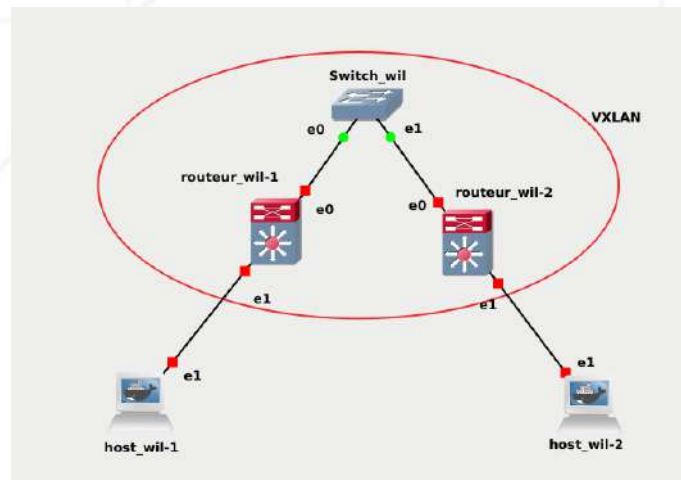 Switch_wil
VXLAN
e0
e1
routeur_wil-1
routeur_wil-2
e0
e0
e1
e1
e1
e1
host_wil-1
host_wil-2